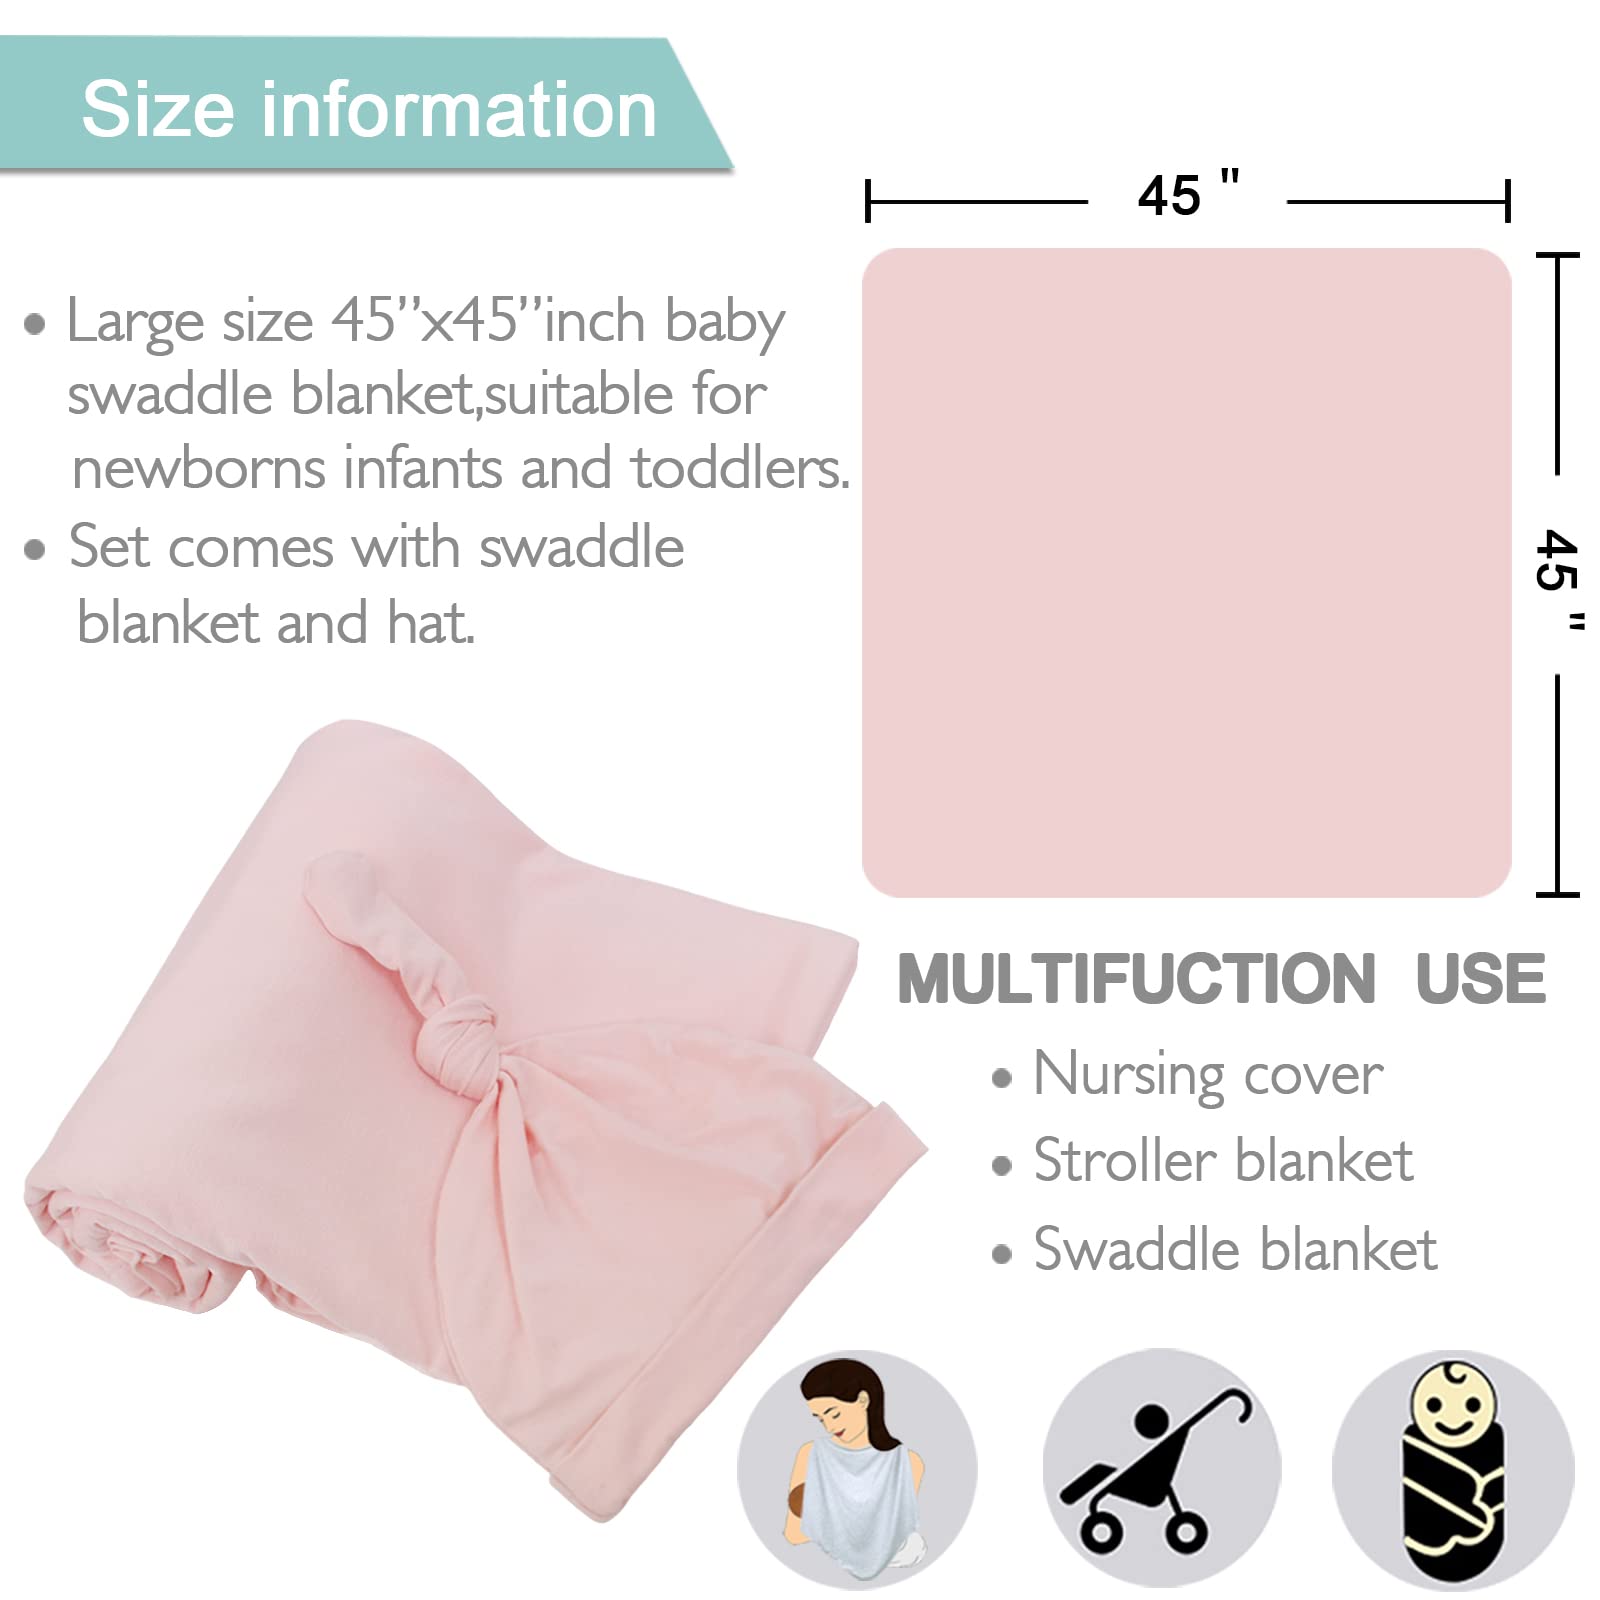 Size information
45 "
• Large size 45”x45”inch baby
swaddle blanket,suitable for
newborns infants and toddlers.
• Set comes with swaddle
blanket and hat.
45 "
MULTIFUCTION USE
• Nursing cover
• Stroller blanket
• Swaddle blanket